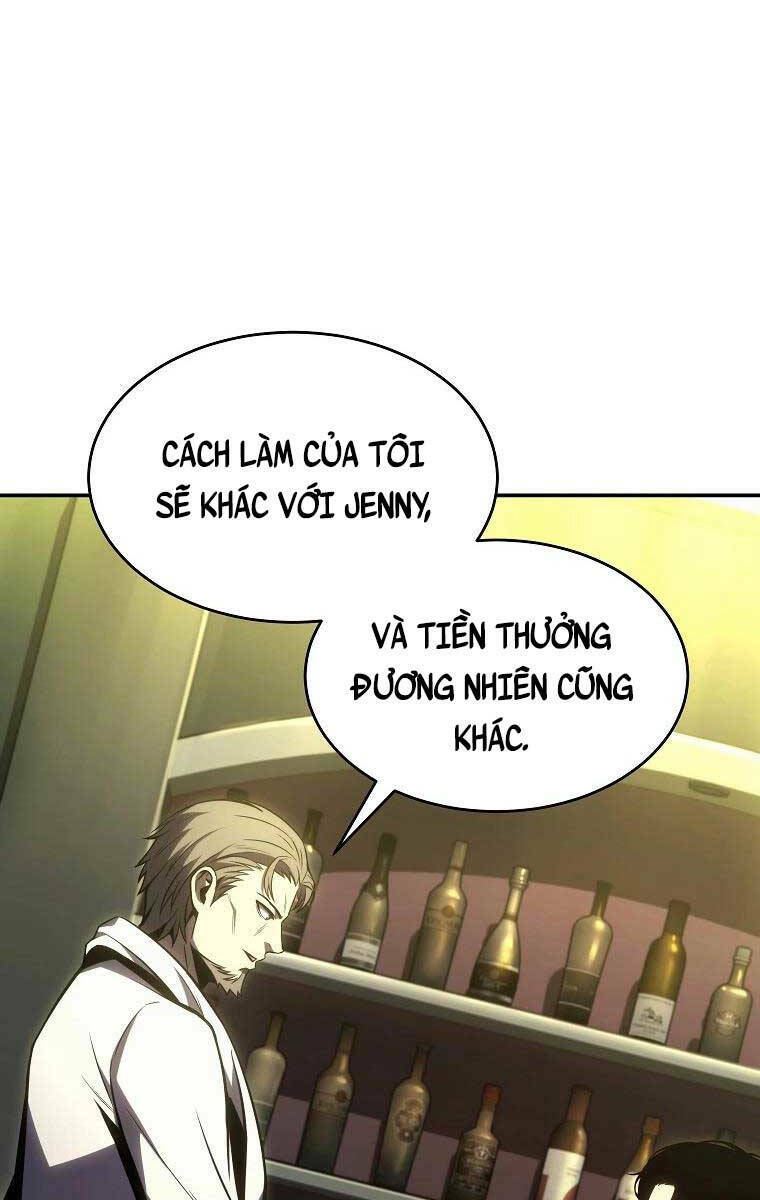 CÁCH LÀM CỦA TÔI
SẼ KHÁC VỚI JENNY,
VÀ TIỀN THƯỞNG
ĐƯƠNG NHIÊN CŨNG
KHÁC.